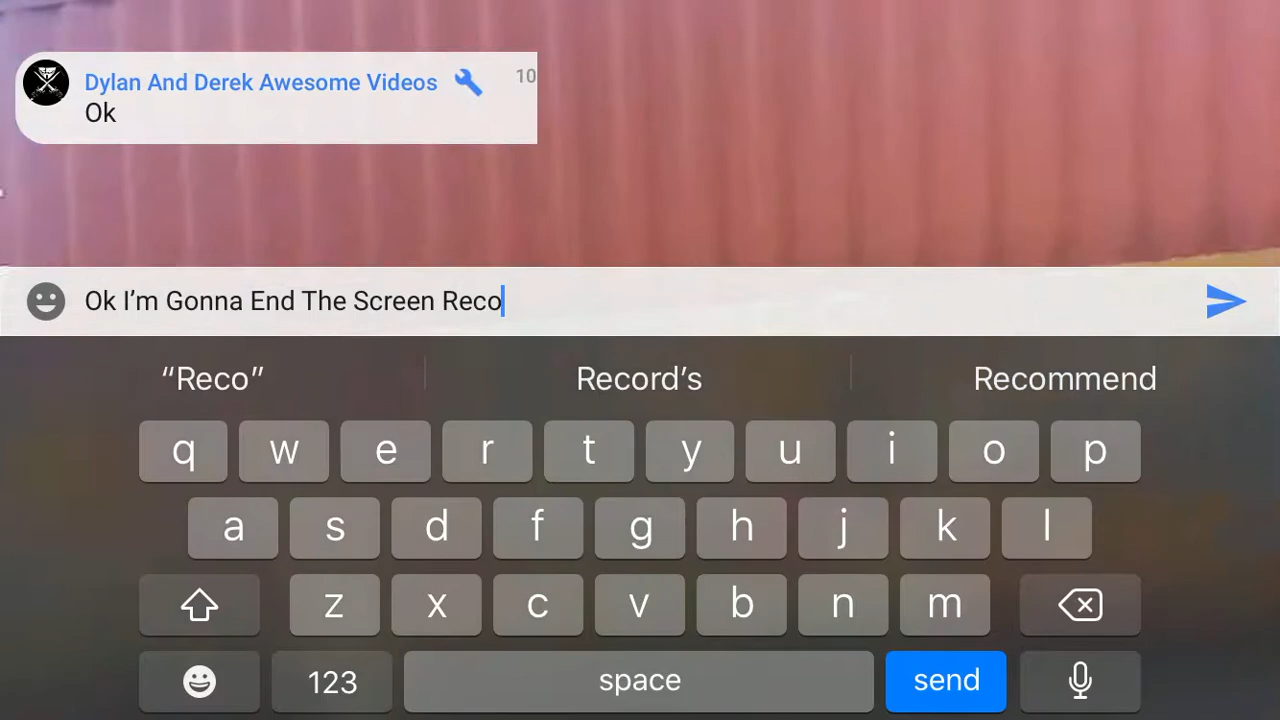 Dylan And Derek Awesome Videos 10
Ok
Ok I’m Gonna End The Screen Reco
“Reco” Record’s Recommend
q w e r t y u i o p
a s d f g h j k l
z x c v b n m
123 space send